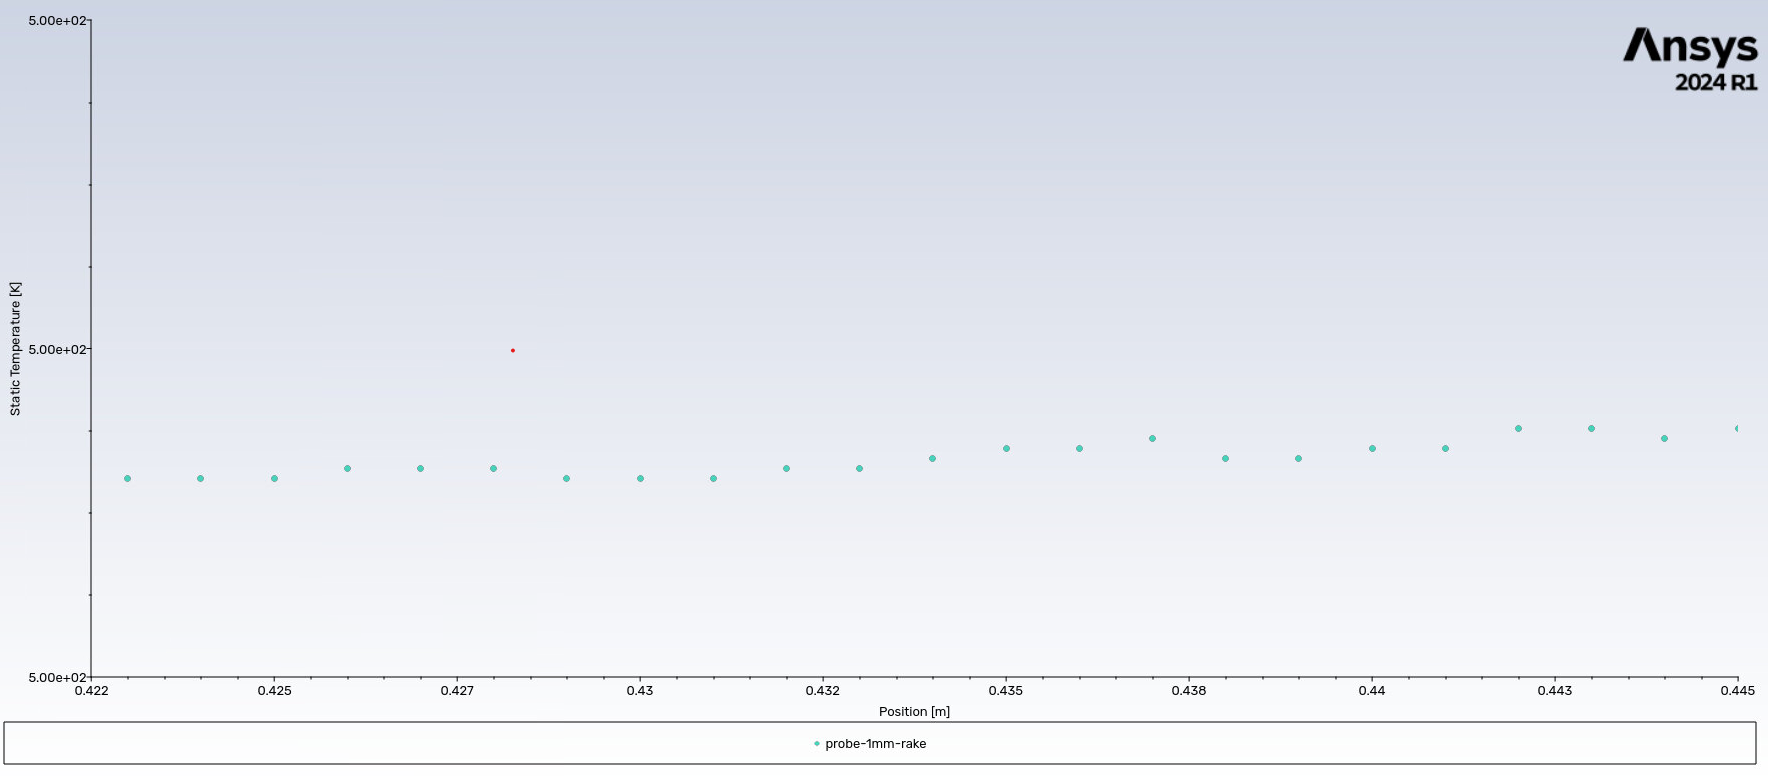 5.00e+02
Ansys
2024 R1
Static Temperature [K]
5.00e+02
5.00e+02
0.422 0.425 0.427 0.43 0.432 0.435 0.438 0.44 0.443 0.445
Position [m]
probe-1mm-rake